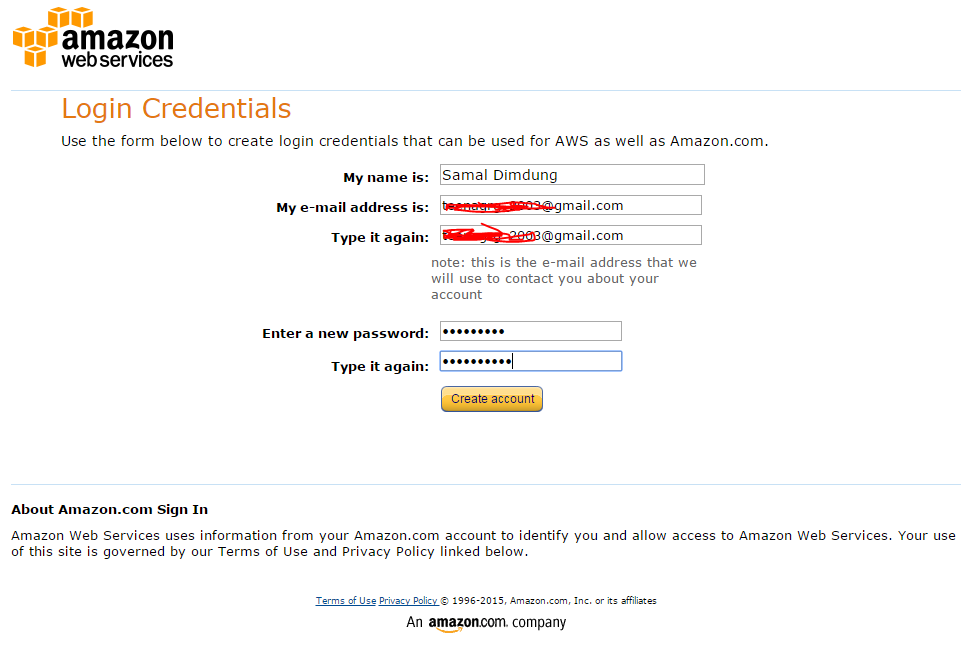 amazon
web services
Login Credentials
Use the form below to create login credentials that can be used for AWS as well as Amazon.com.
My name is: Samal Dimdung
My e-mail address is: @gmail.com
Type it again: @gmail.com
note: this is the e-mail address that we
will use to contact you about your
account
Enter a new password: •••••••••
Type it again: ••••••••••
Create account
About Amazon.com Sign In
Amazon Web Services uses information from your Amazon.com account to identify you and allow access to Amazon Web Services. Your use
of this site is governed by our Terms of Use and Privacy Policy linked below.
Terms of Use Privacy Policy © 1996-2015, Amazon.com, Inc. or its affiliates
An amazon.com company